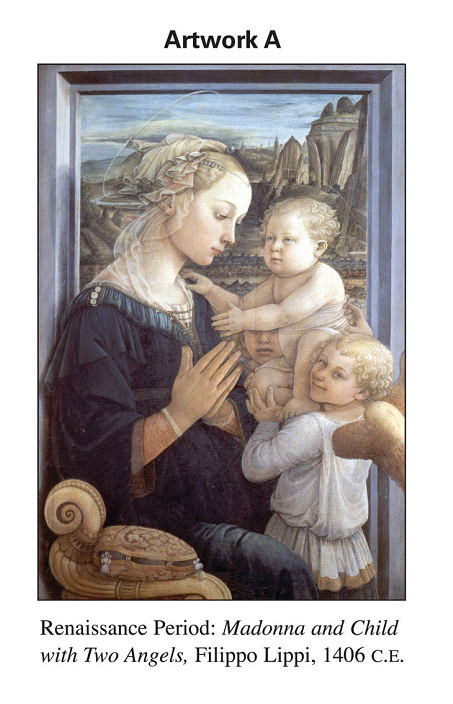 Artwork A
Renaissance Period: Madonna and Child
with Two Angels, Filippo Lippi, 1406 C.E.